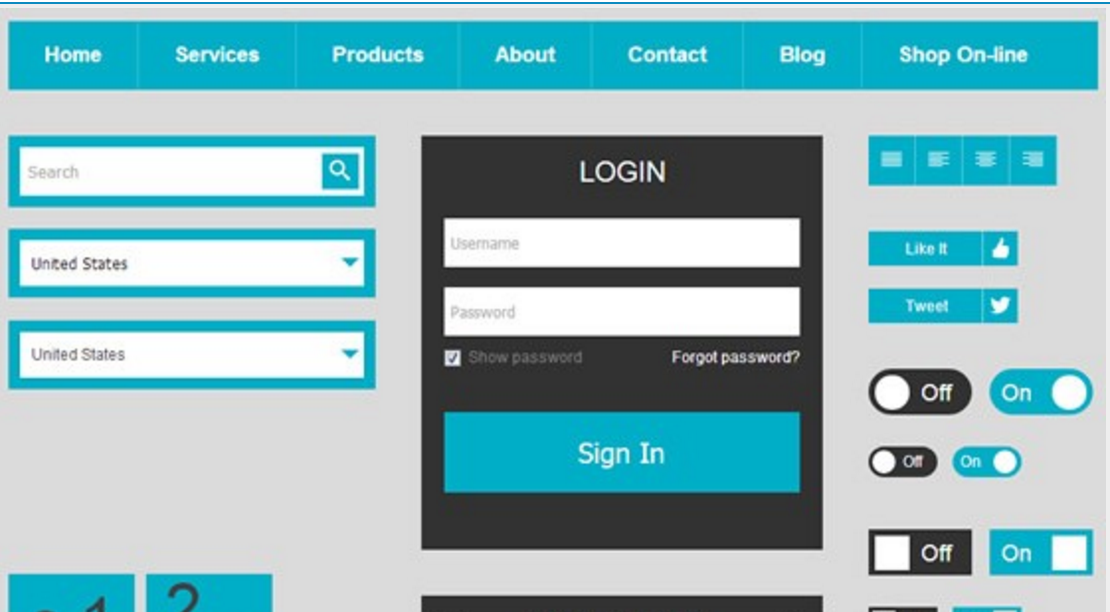 Home Services Products About Contact Blog Shop On-line
Search
United States
United States
LOGIN
Username
Password
Show password Forgot password?
Sign In
Like It
Tweet
Off On
Off On
Off On
1 2